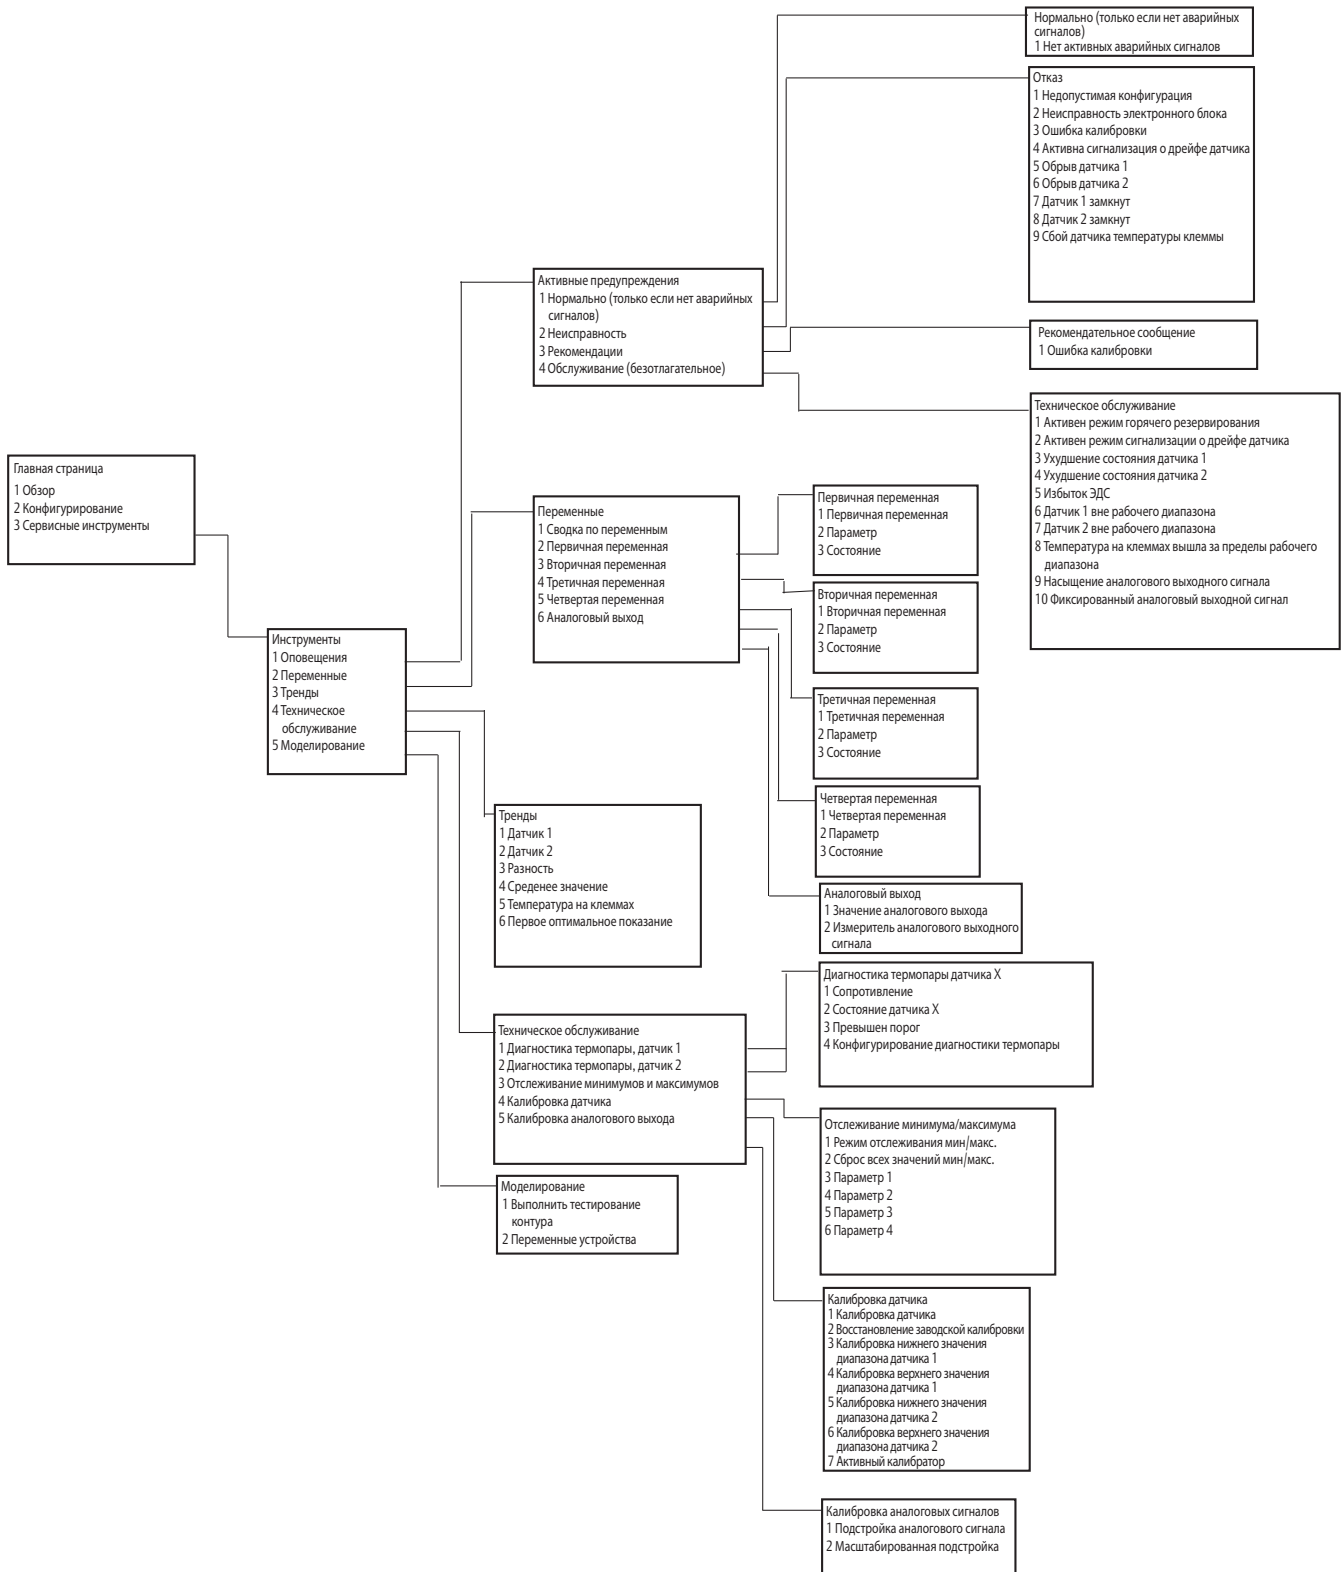 Нормально (только если нет аварийных
сигналов)
1 Нет активных аварийных сигналов
Отказ
1 Недопустимая конфигурация
2 Неисправность электронного блока
3 Ошибка калибровки
4 Активна сигнализация о дрейфе датчика
5 Обрыв датчика 1
6 Обрыв датчика 2
7 Датчик 1 замкнут
8 Датчик 2 замкнут
9 Сбой датчика температуры клеммы
Активные предупреждения
1 Нормально (только если нет аварийных
сигналов)
2 Неисправность
3 Рекомендации
4 Обслуживание (безотлагательное)
Рекомендательное сообщение
1 Ошибка калибровки
Техническое обслуживание
1 Активен режим горячего резервирования
2 Активен режим сигнализации о дрейфе датчика
3 Ухудшение состояния датчика 1
4 Ухудшение состояния датчика 2
5 Избыток ЭДС
6 Датчик 1 вне рабочего диапазона
7 Датчик 2 вне рабочего диапазона
8 Температура на клеммах вышла за пределы рабочего
диапазона
9 Насыщение аналогового выходного сигнала
10 Фиксированный аналоговый выходной сигнал
Главная страница
1 Обзор
2 Конфигурирование
3 Сервисные инструменты
Переменные
1 Сводка по переменным
2 Первичная переменная
3 Вторичная переменная
4 Третичная переменная
5 Четвертая переменная
6 Аналоговый выход
Первичная переменная
1 Первичная переменная
2 Параметр
3 Состояние
Вторичная переменная
1 Вторичная переменная
2 Параметр
3 Состояние
Инструменты
1 Оповещения
2 Переменные
3 Тренды
4 Техническое
обслуживание
5 Моделирование
Третичная переменная
1 Третичная переменная
2 Параметр
3 Состояние
Четвертая переменная
1 Четвертая переменная
2 Параметр
3 Состояние
Тренды
1 Датчик 1
2 Датчик 2
3 Разность
4 Среденее значение
5 Температура на клеммах
6 Первое оптимальное показание
Аналоговый выход
1 Значение аналогового выхода
2 Измеритель аналогового выходного
сигнала
Диагностика термопары датчика X
1 Сопротивление
2 Состояние датчика X
3 Превышен порог
4 Конфигурирование диагностики термопары
Техническое обслуживание
1 Диагностика термопары, датчик 1
2 Диагностика термопары, датчик 2
3 Отслеживание минимумов и максимумов
4 Калибровка датчика
5 Калибровка аналогового выхода
Отслеживание минимума/максимума
1 Режим отслеживания мин/макс.
2 Сброс всех значений мин/макс.
3 Параметр 1
4 Параметр 2
5 Параметр 3
6 Параметр 4
Моделирование
1 Выполнить тестирование
контура
2 Переменные устройства
Калибровка датчика
1 Калибровка датчика
2 Восстановление заводской калибровки
3 Калибровка нижнего значения
диапазона датчика 1
4 Калибровка верхнего значения
диапазона датчика 1
5 Калибровка нижнего значения
диапазона датчика 2
6 Калибровка верхнего значения
диапазона датчика 2
7 Активный калибратор
Калибровка аналоговых сигналов
1 Подстройка аналогового сигнала
2 Масштабированная подстройка